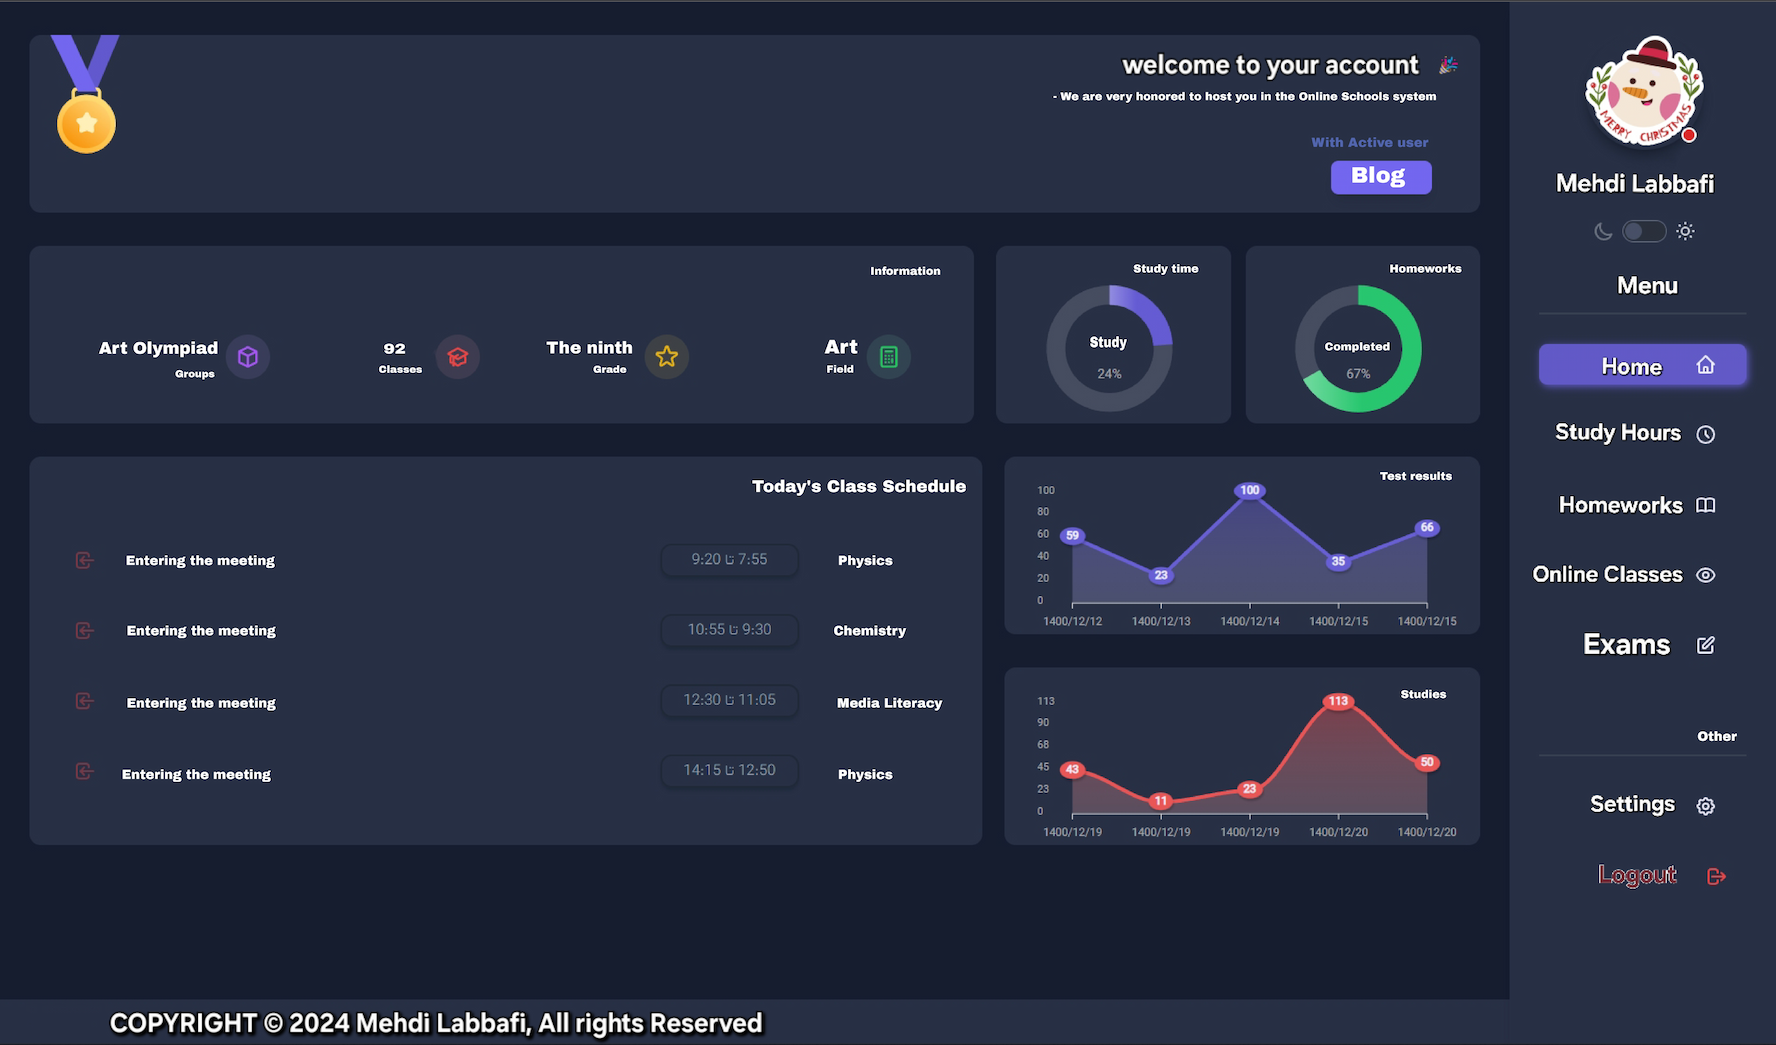 welcome to your account
- We are very honored to host you in the Online Schools system
With Active user
Blog
Information
Art Olympiad
Groups
92
Classes
The ninth
Grade
Art
Field
Study time
Study
24%
Homeworks
Completed
67%
Today's Class Schedule
Entering the meeting
9:20 تا 7:55
Physics
Entering the meeting
10:55 تا 9:30
Chemistry
Entering the meeting
12:30 تا 11:05
Media Literacy
Entering the meeting
14:15 تا 12:50
Physics
Test results
100
80
60
40
20
0
59
23
100
35
66
1400/12/12 1400/12/13 1400/12/14 1400/12/15 1400/12/15
Studies
113
90
68
45
23
0
43
11
23
113
50
1400/12/19 1400/12/19 1400/12/19 1400/12/20 1400/12/20
MERRY CHRISTMAS
Mehdi Labbafi
Menu
Home
Study Hours
Homeworks
Online Classes
Exams
Other
Settings
Logout
COPYRIGHT © 2024 Mehdi Labbafi, All rights Reserved